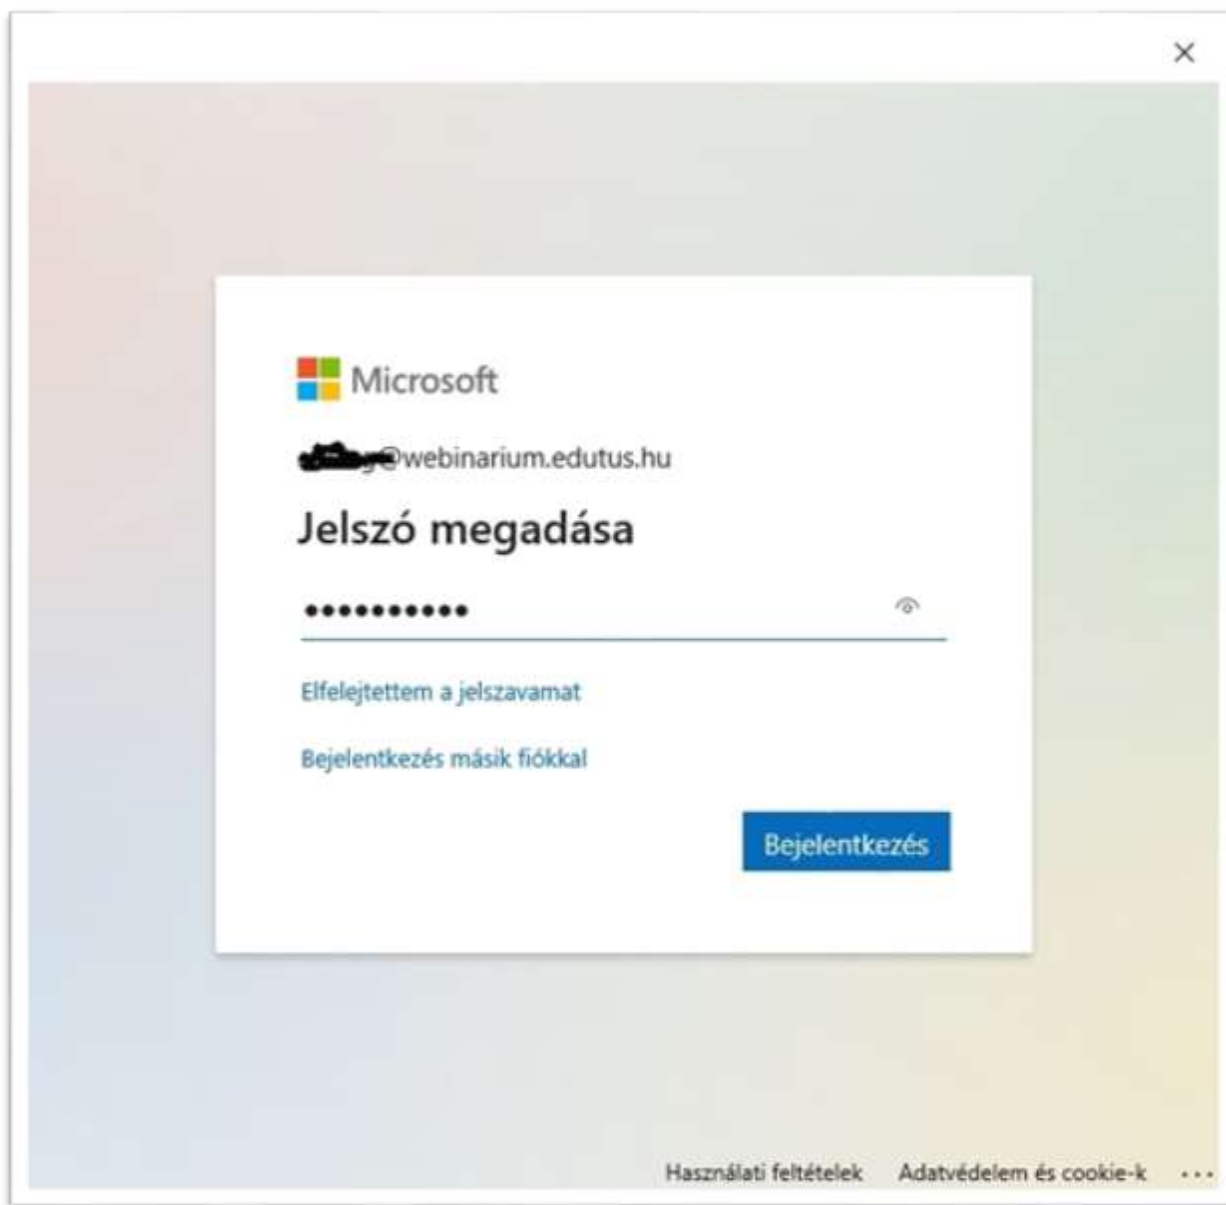 Microsoft
@webinarium.edutus.hu
Jelszó megadása
••••••••••
Elfelejtettem a jelszavamat
Bejelentkezés másik fiókkal
Bejelentkezés
Használati feltételek Adatvédelem és cookie-k ...